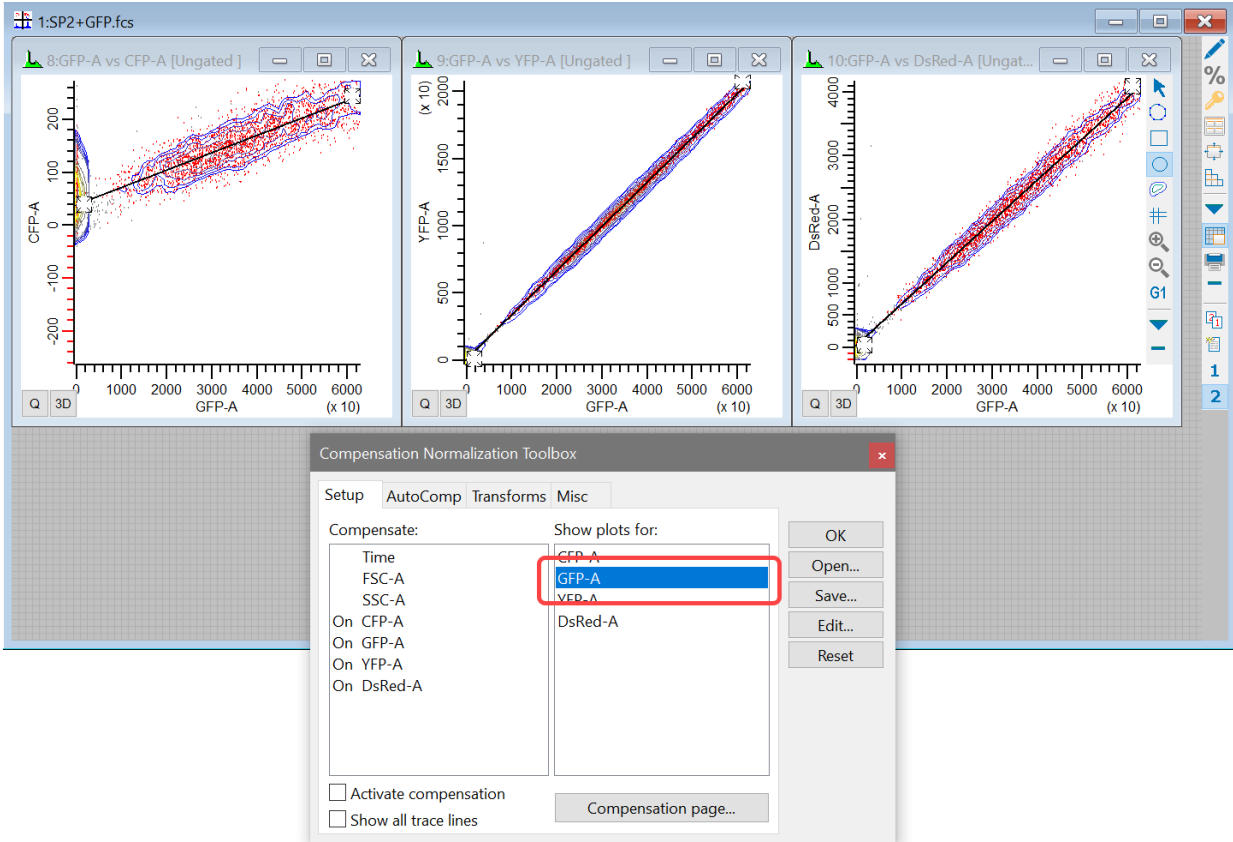 1:SP2+GFP.fcs
8:GFP-A vs CFP-A [Ungated ]
9:GFP-A vs YFP-A [Ungated ]
10:GFP-A vs DsRed-A [Ungat...
CFP-A
200
100
0
-100
-200
0 1000 2000 3000 4000 5000 6000
GFP-A
(x 10)
Q 3D
(x 10)
YFP-A
2000
1500
1000
500
0
0 1000 2000 3000 4000 5000 6000
GFP-A
(x 10)
Q 3D
DsRed-A
4000
3000
2000
1000
500
0
0 1000 2000 3000 4000 5000 6000
GFP-A
(x 10)
Q 3D
G1
%
1
2
Compensation Normalization Toolbox
Setup AutoComp Transforms Misc
Compensate:
Time
FSC-A
SSC-A
On CFP-A
On GFP-A
On YFP-A
On DsRed-A
Show plots for:
CFP-A
GFP-A
YFP-A
DsRed-A
OK
Open...
Save...
Edit...
Reset
Activate compensation
Show all trace lines
Compensation page...